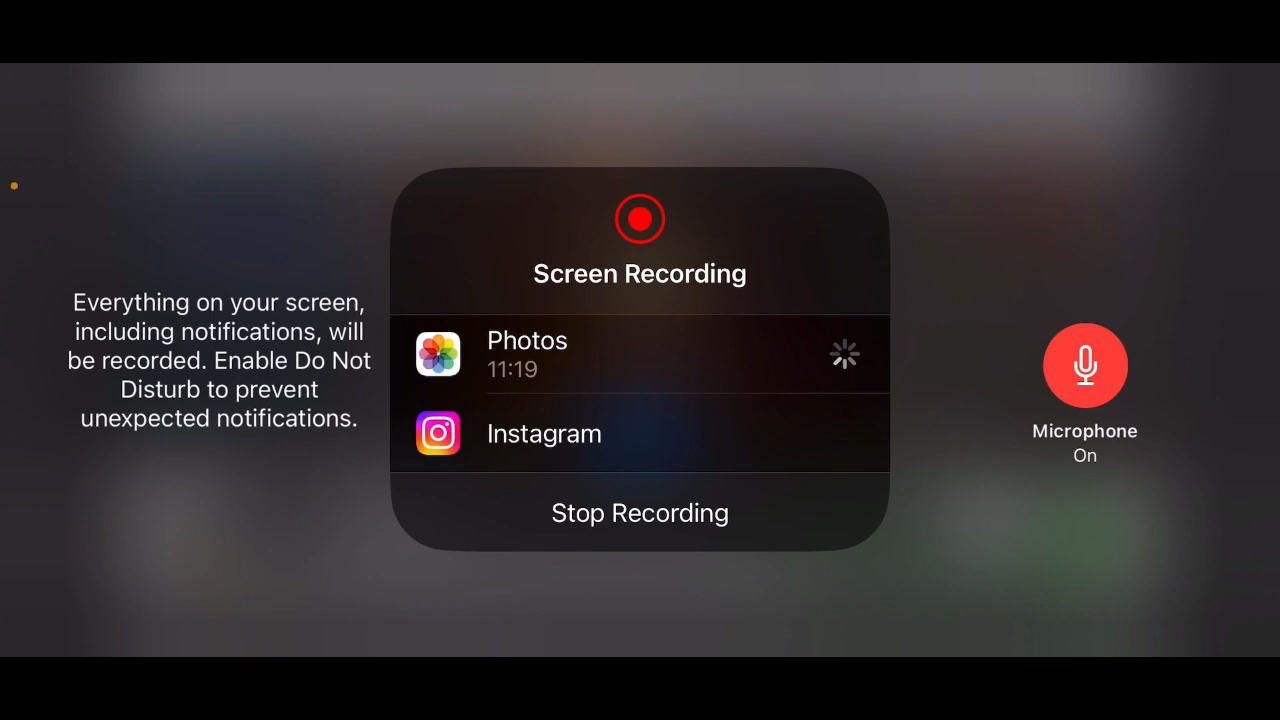 Everything on your screen,
including notifications, will
be recorded. Enable Do Not
Disturb to prevent
unexpected notifications.
Screen Recording
Photos
11:19
Instagram
Stop Recording
Microphone
On